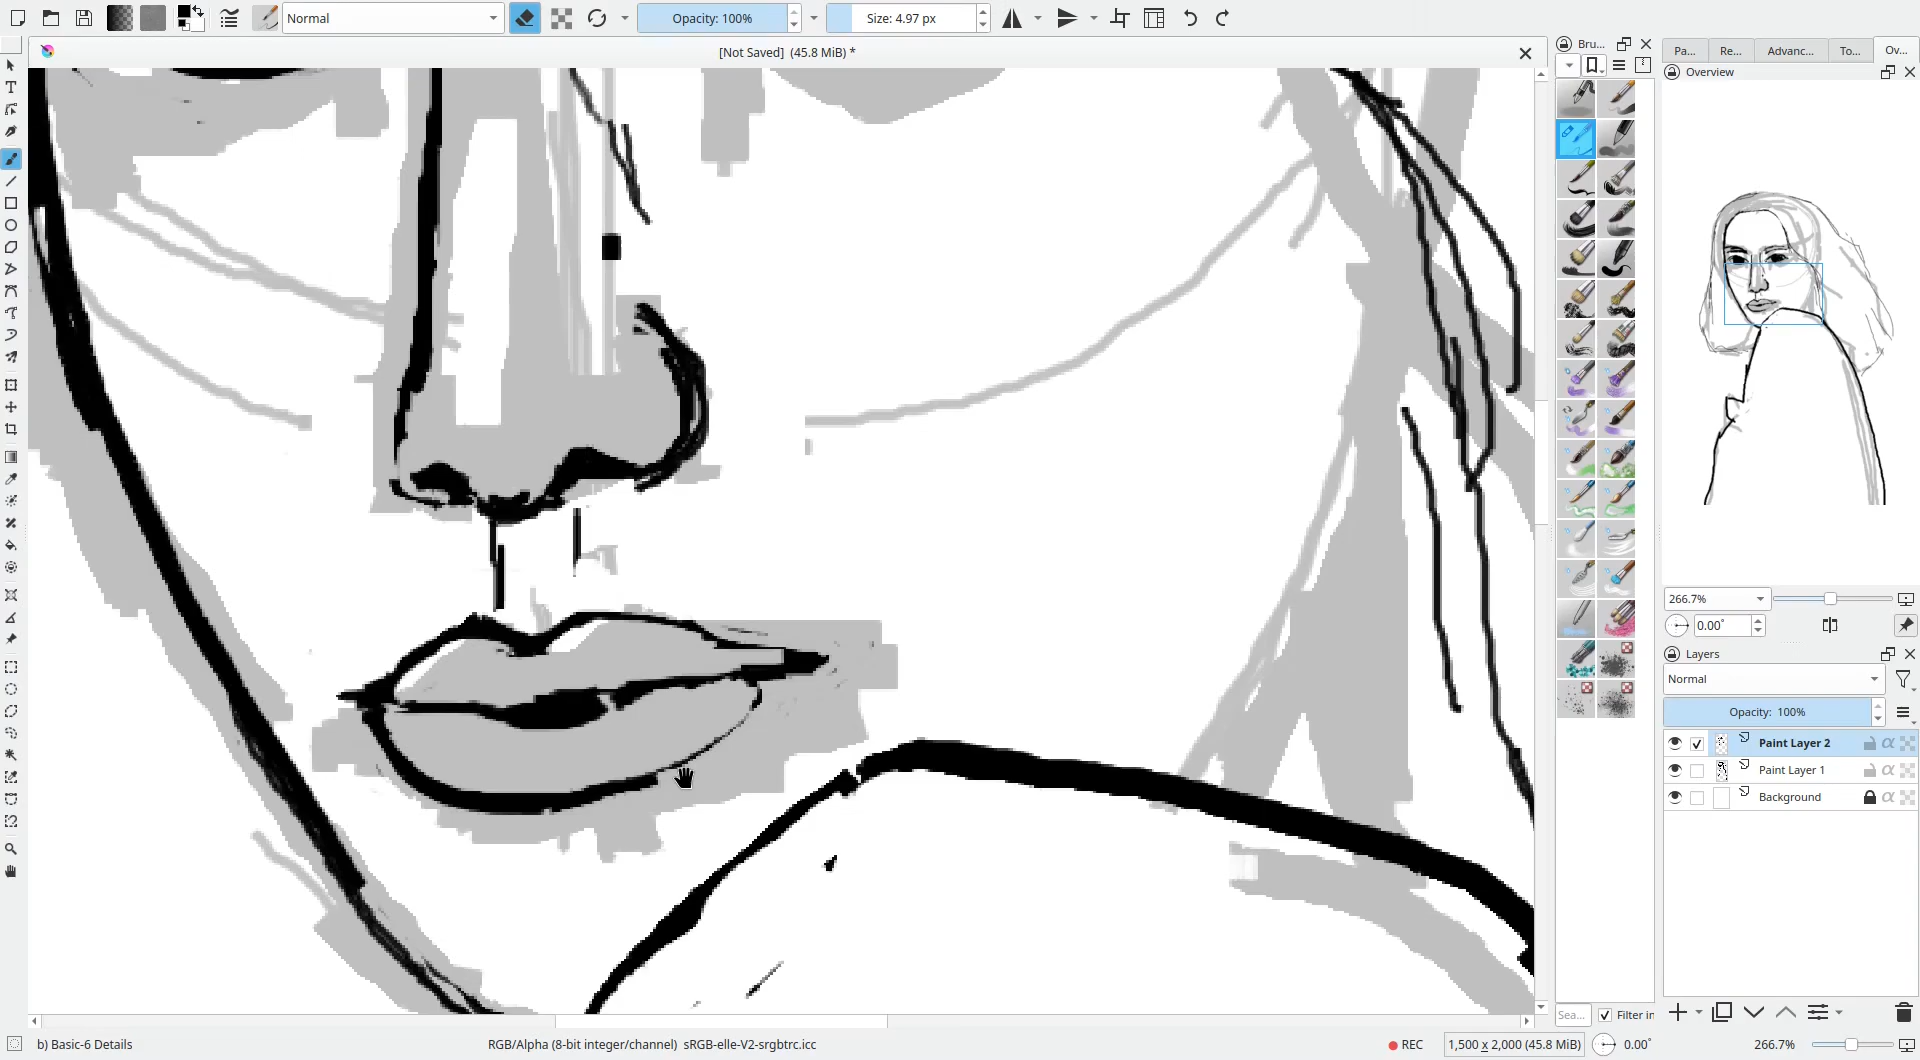 Normal
Opacity: 100%
Size: 4.97 px
[Not Saved] (45.8 MiB) *
Bru...
Pa...
Re...
Advanc...
To...
Ov...
Overview
266.7%
0.00°
Layers
Normal
Opacity: 100%
Paint Layer 2
Paint Layer 1
Background
Sea...
Filter in
b) Basic-6 Details
RGB/Alpha (8-bit integer/channel) sRGB-elle-V2-srgbtrc.icc
REC
1,500 x 2,000 (45.8 MiB)
0.00°
266.7%